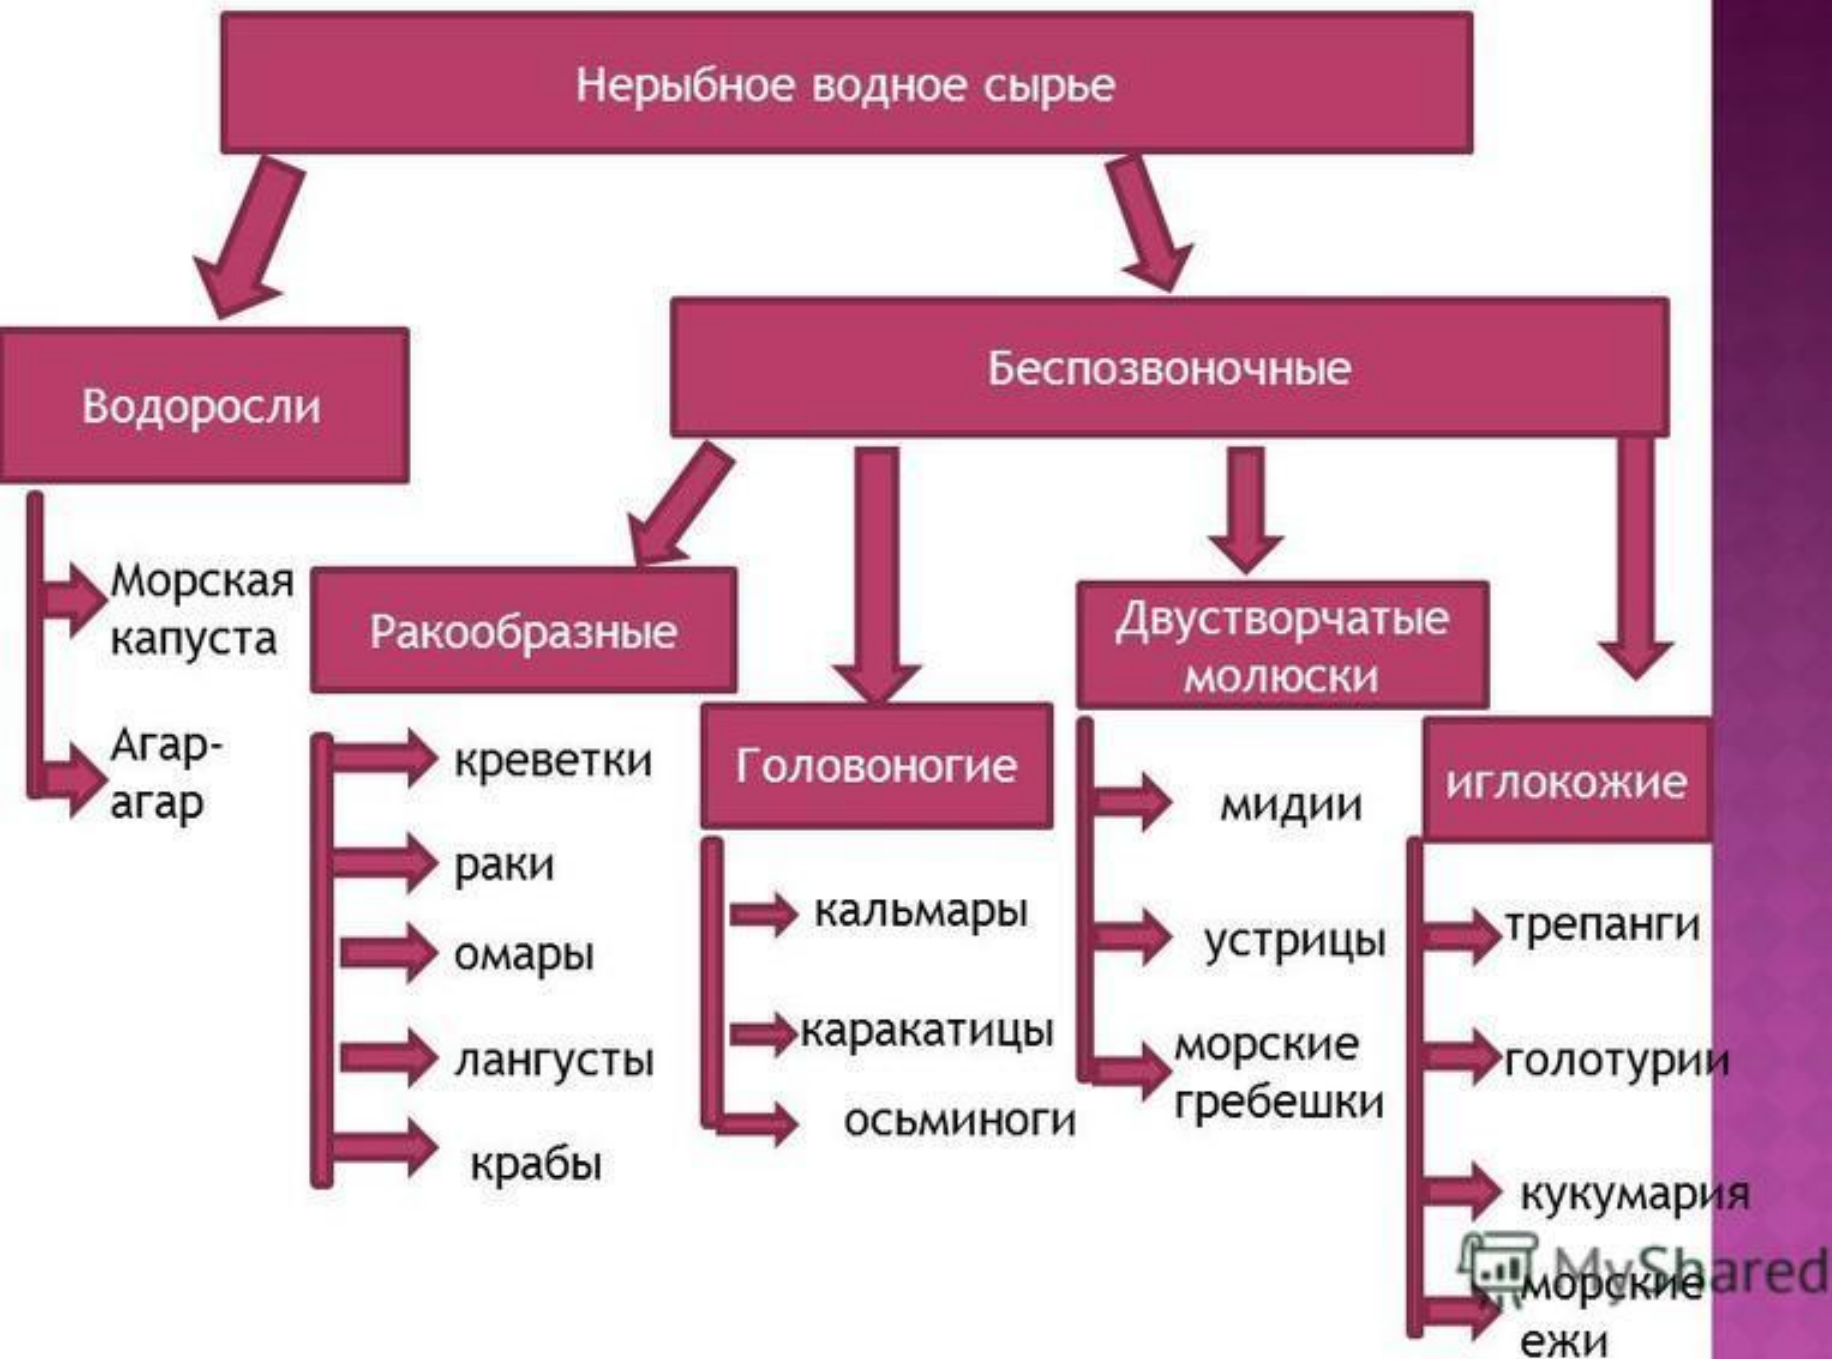 Нерыбное водное сырье
Водоросли
Морская
капуста
Агар-
агар
Беспозвоночные
Ракообразные
креветки
раки
омары
лангусты
крабы
Головоногие
кальмары
каракатицы
осьминоги
Двустворчатые
молюски
мидии
устрицы
морские
гребешки
иглокожие
трепанги
голотурии
кукумария
морские
ежи
MyShared